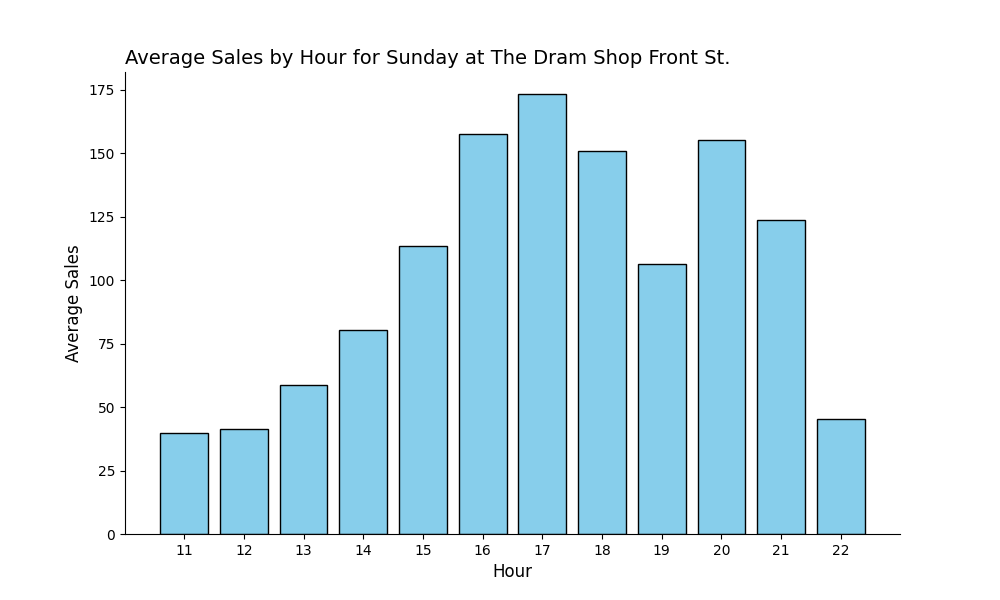 Average Sales by Hour for Sunday at The Dram Shop Front St.
175
150
125
100
75
50
25
0
Average Sales
11 12 13 14 15 16 17 18 19 20 21 22
Hour